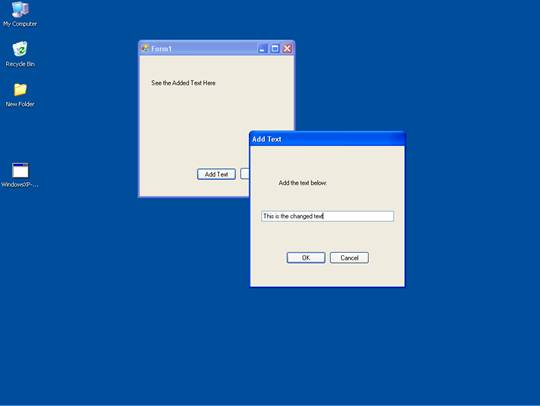 My Computer
Recycle Bin
New Folder
WindowsXP-...
Form1
See the Added Text Here
Add Text
Add Text
Add the text below:
This is the changed text
OK
Cancel